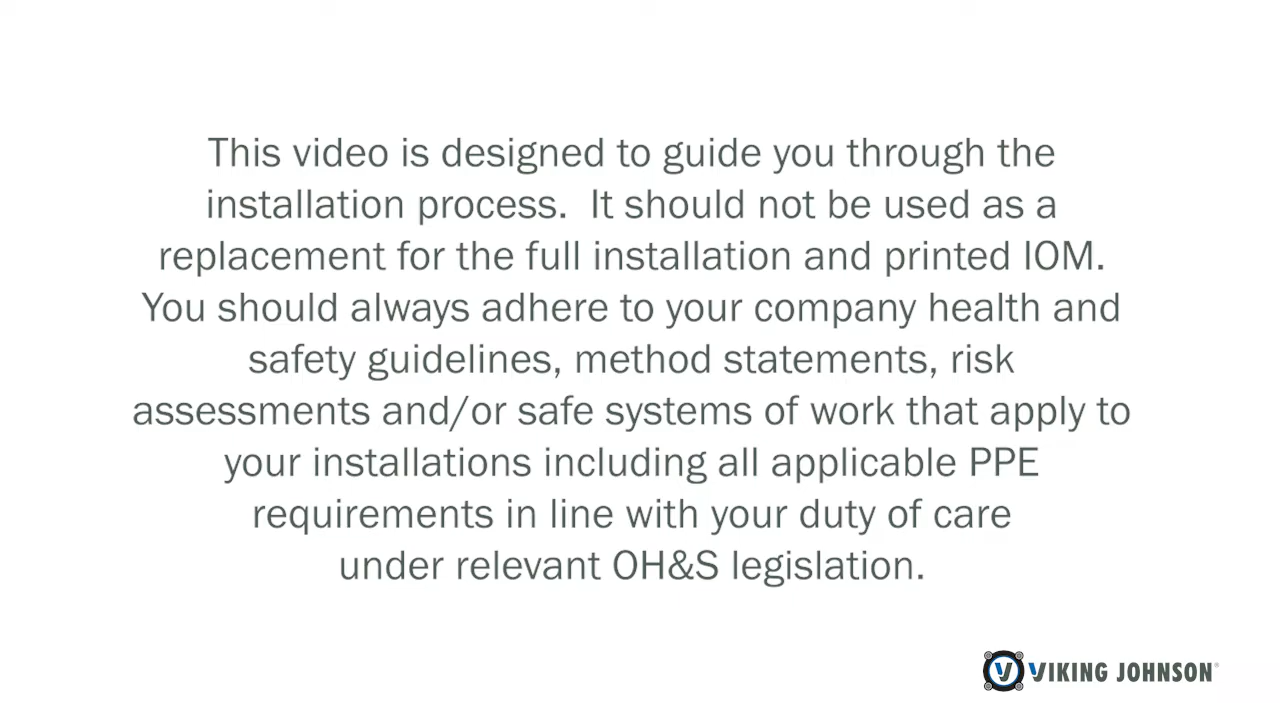 This video is designed to guide you through the
installation process.  It should not be used as a
replacement for the full installation and printed IOM.
You should always adhere to your company health and
safety guidelines, method statements, risk
assessments and/or safe systems of work that apply to
your installations including all applicable PPE
requirements in line with your duty of care
under relevant OH&S legislation.
VIKING JOHNSON®